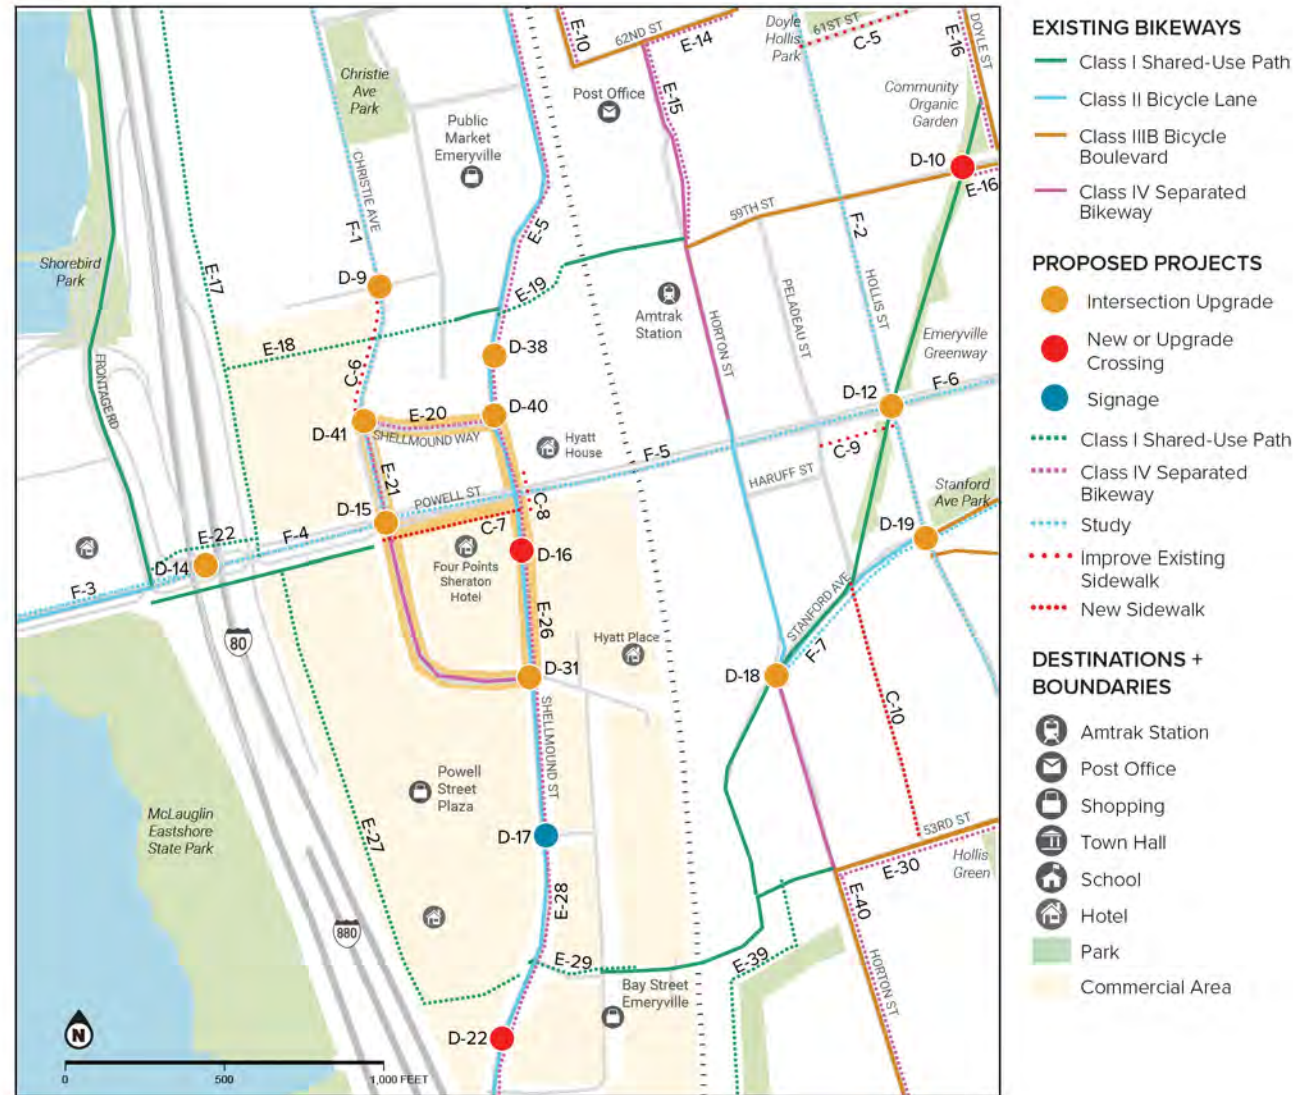 E-10
62ND ST
E-14
Doyle
Hollis
Park
61ST ST
C-5
E-16
DOYLE ST
Christie
Ave
Park
Post Office
E-15
Community
Organic
Garden
Public
Market
Emeryville
D-10
E-16
CHRISTIE AVE
F-1
59TH ST
F-2
E-5
Shorebird
Park
E-17
D-9
E-19
HOLLIS ST
PELADEAU ST
Amtrak
Station
HORTON ST
Emeryville
Greenway
E-18
D-38
FRONTAGE RD
C-6
D-12
F-6
E-20
D-40
D-41
SHELLMOUND WAY
Hyatt
House
F-5
C-9
E-21
HARUFF ST
Stanford
Ave Park
D-15
POWELL ST
C-8
C-7
E-22
F-4
D-19
D-14
D-16
Four Points
Sheraton
Hotel
F-3
STANFORD AVE
F-7
E-26
80
Hyatt Place
D-31
D-18
C-10
SHELLMOUND ST
Powell
Street
Plaza
McLauglin
Eastshore
State Park
E-27
D-17
53RD ST
Hollis
Green
E-30
E-28
E-40
880
HORTON ST
E-29
E-39
Bay Street
Emeryville
D-22
N
0
500
1,000 FEET
EXISTING BIKEWAYS
Class I Shared-Use Path
Class II Bicycle Lane
Class IIIB Bicycle
Boulevard
Class IV Separated
Bikeway
PROPOSED PROJECTS
Intersection Upgrade
New or Upgrade
Crossing
Signage
Class I Shared-Use Path
Class IV Separated
Bikeway
Study
Improve Existing
Sidewalk
New Sidewalk
DESTINATIONS +
BOUNDARIES
Amtrak Station
Post Office
Shopping
Town Hall
School
Hotel
Park
Commercial Area